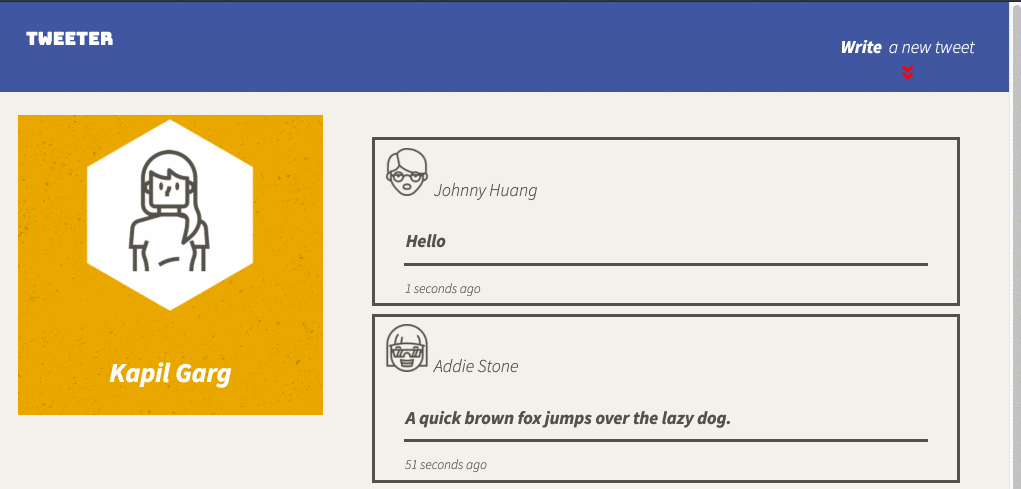 TWEETER
Write a new tweet
Kapil Garg
Johnny Huang
Hello
1 seconds ago
Addie Stone
A quick brown fox jumps over the lazy dog.
51 seconds ago